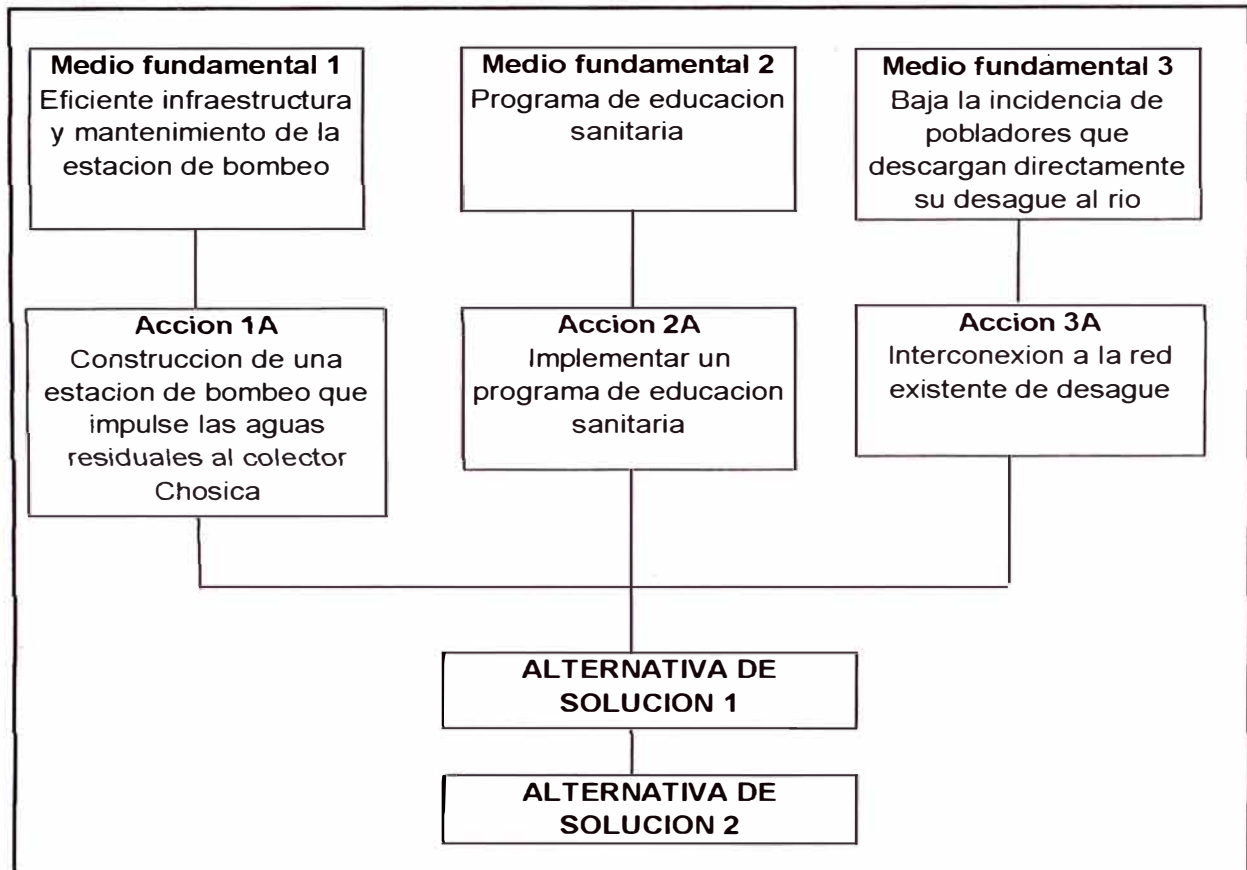 Medio fundamental 1
Eficiente infraestructura
y mantenimiento de la
estacion de bombeo
Medio fundamental 2
Programa de educacion
sanitaria
Medio fundamental 3
Baja la incidencia de
pobladores que
descargan directamente
su desague al rio
Accion 1A
Construccion de una
estacion de bombeo que
impulse las aguas
residuales al colector
Chosica
Accion 2A
Implementar un
programa de educacion
sanitaria
Accion 3A
Interconexion a la red
existente de desague
ALTERNATIVA DE
SOLUCION 1
ALTERNATIVA DE
SOLUCION 2